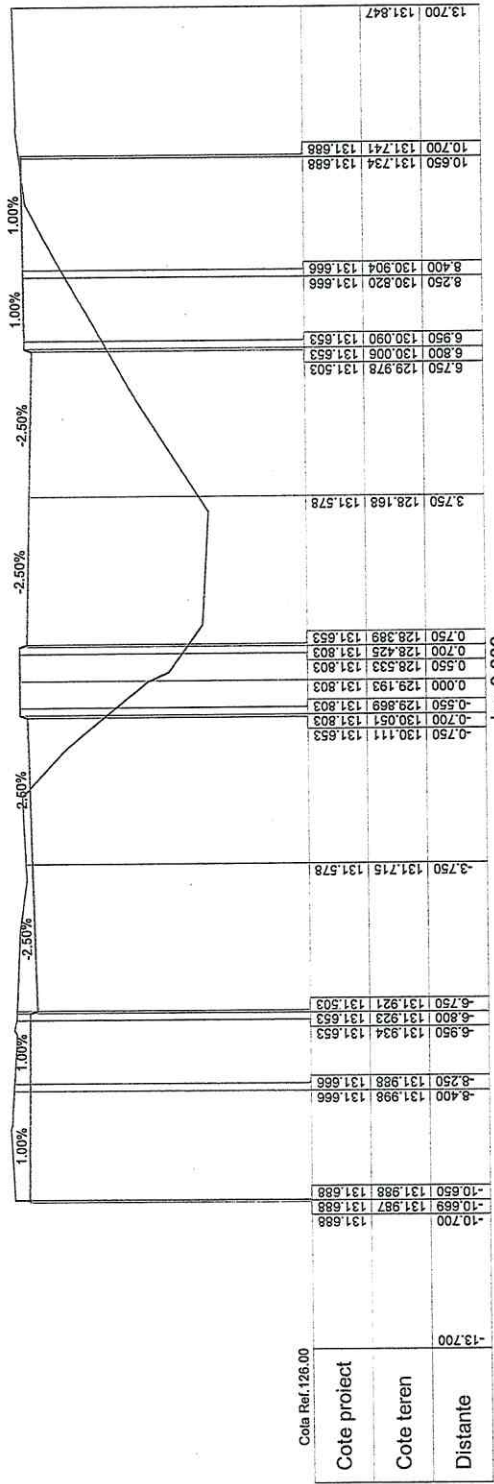 1.00% 1.00% -2.50% -2.50% 2.50% -2.50% 1.00% 1.00%
Cota Ref.126.00
Cote proiect 131.688 131.688 131.688 131.666 131.666 131.653 131.653 131.503 131.578 131.653 131.803 131.803 131.803 131.803 131.803 131.653 131.578 131.503 131.653 131.653 131.666 131.666 131.688 131.688
Cote teren 131.987 131.988 131.998 131.988 131.934 131.923 131.921 131.715 130.111 130.051 129.869 129.193 128.533 128.425 128.389 128.168 129.978 130.006 130.090 130.820 130.904 131.734 131.741 131.847
Distante -13.700 -10.700 -10.669 -10.650 -8.400 -8.250 -6.950 -6.800 -6.750 -3.750 -0.750 -0.700 -0.550 0.000 0.550 0.700 0.750 3.750 6.750 6.800 6.950 8.250 8.400 10.650 10.700 13.700